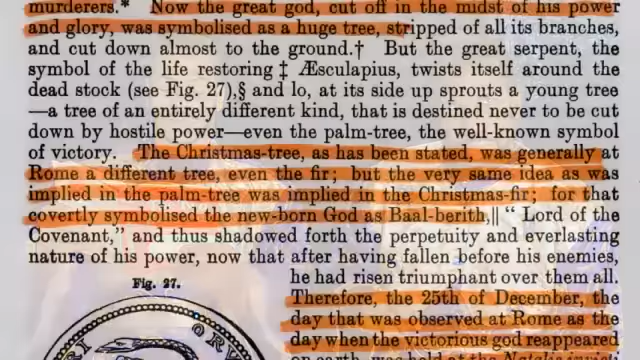 murderers.* Now the great god, cut off in the midst of his power
and glory, was symbolised as a huge tree, stripped of all its branches,
and cut down almost to the ground.† But the great serpent, the
symbol of the life restoring ‡ Æsculapius, twists itself around the
dead stock (see Fig. 27),§ and lo, at its side up sprouts a young tree
—a tree of an entirely different kind, that is destined never to be cut
down by hostile power—even the palm-tree, the well-known symbol
of victory. The Christmas-tree, as has been stated, was generally at
Rome a different tree, even the fir; but the very same idea as was
implied in the palm-tree was implied in the Christmas-fir; for that
covertly symbolised the new-born God as Baal-berith,‖ “ Lord of the
Covenant,” and thus shadowed forth the perpetuity and everlasting
nature of his power, now that after having fallen before his enemies,
he had risen triumphant over them all.
Fig. 27.
Therefore, the 25th of December, the
day that was observed at Rome as the
day when the victorious god reappeared
on earth, was held at the